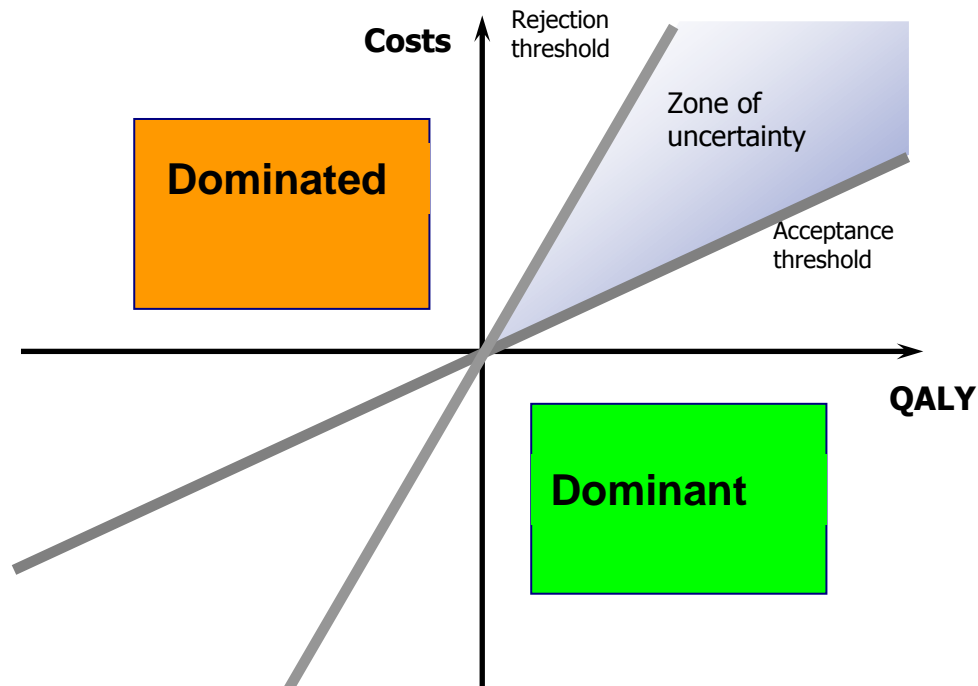 Costs
Rejection
threshold
Zone of
uncertainty
Dominated
Acceptance
threshold
QALY
Dominant